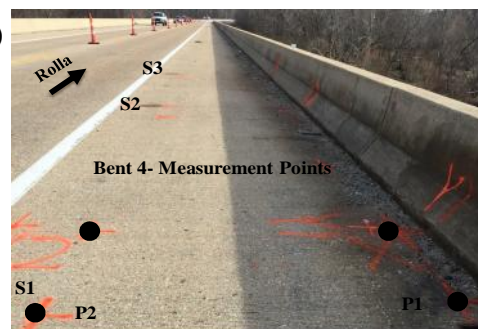 )
Rolla
S3
S2
Bent 4- Measurement Points
S1
P2
P1